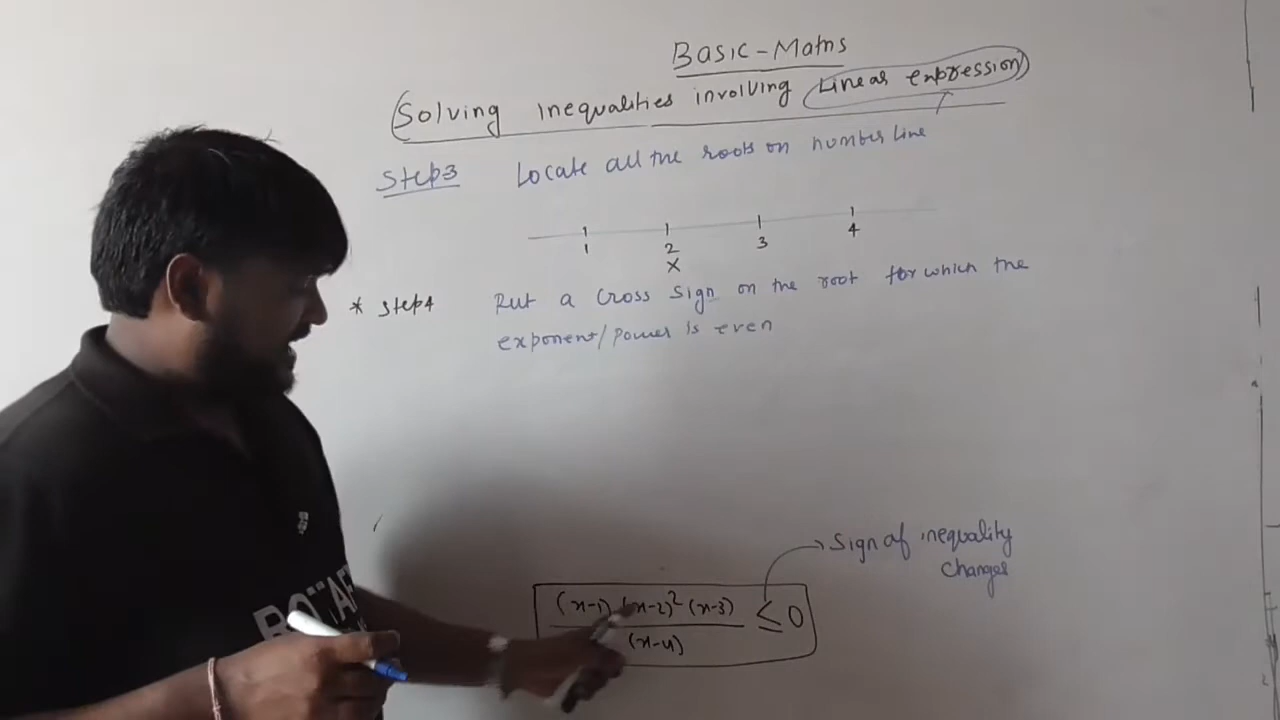 Basic-Maths
(Solving inequalities involving (Linear expression)
Step3 Locate all the roots on number line
1 2 3 4
X
* Step4 Put a cross sign on the root for which the
exponent/power is even
Sign of inequality
changes
(x-1) (x-2)² (x-3) ≤ 0
(x-4)